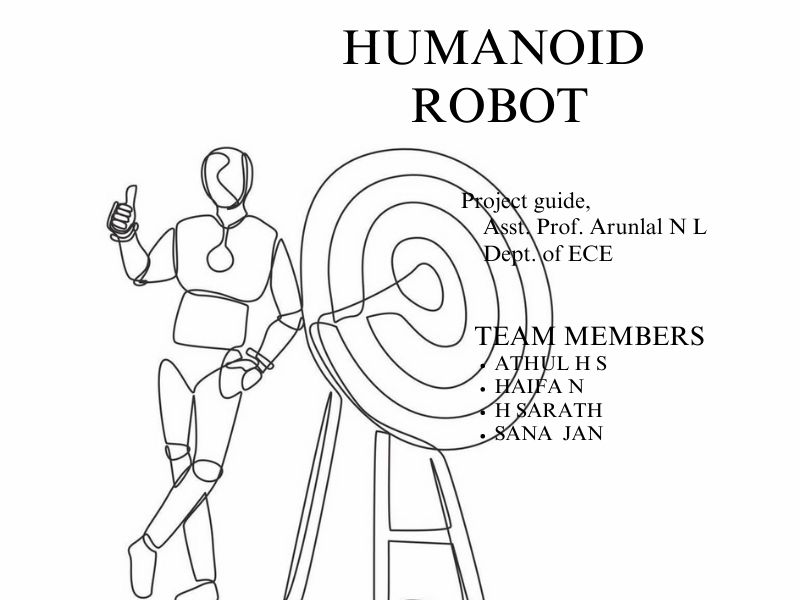 HUMANOID
ROBOT
Project guide,
Asst. Prof. Arunlal N L
Dept. of ECE
TEAM MEMBERS
• ATHUL H S
• HAIFA N
• H SARATH
• SANA JAN